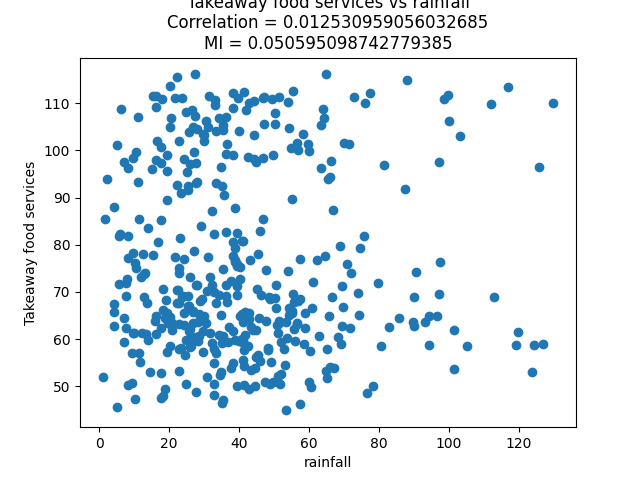 Takeaway food services vs rainfall
Correlation = 0.012530959056032685
MI = 0.050595098742779385
110
100
90
80
70
60
50
Takeaway food services
0 20 40 60 80 100 120
rainfall